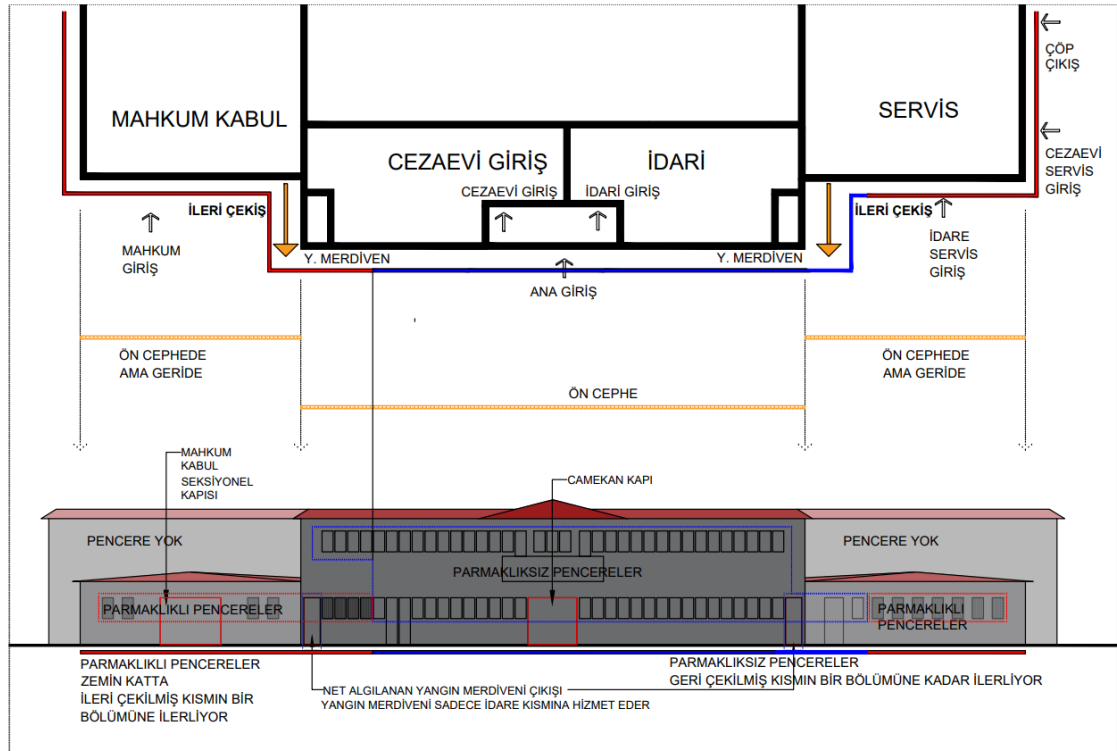 ÇÖP
ÇIKIŞ
MAHKUM KABUL
SERVİS
CEZAEVİ GİRİŞ
İDARİ
CEZAEVİ
SERVİS
GİRİŞ
CEZAEVİ GİRİŞ
İDARİ GİRİŞ
İLERİ ÇEKİŞ
İLERİ ÇEKİŞ
MAHKUM
GİRİŞ
İDARE
SERVİS
GİRİŞ
Y. MERDİVEN
Y. MERDİVEN
ANA GİRİŞ
ÖN CEPHEDE
AMA GERİDE
ÖN CEPHEDE
AMA GERİDE
ÖN CEPHE
MAHKUM
KABUL
SEKSİYONEL
KAPISI
CAMEKAN KAPI
PENCERE YOK
PENCERE YOK
PARMAKLIKSIZ PENCERELER
PARMAKLIKLI PENCERELER
PARMAKLIKLI
PENCERELER
PARMAKLIKLI PENCERELER
ZEMİN KATTA
İLERİ ÇEKİLMİŞ KISMIN BİR
BÖLÜMÜNE İLERLİYOR
NET ALGILANAN YANGIN MERDİVENİ ÇIKIŞI
YANGIN MERDİVENİ SADECE İDARE KISMINA HİZMET EDER
PARMAKLIKSIZ PENCERELER
GERİ ÇEKİLMİŞ KISMIN BİR BÖLÜMÜNE KADAR İLERLİYOR